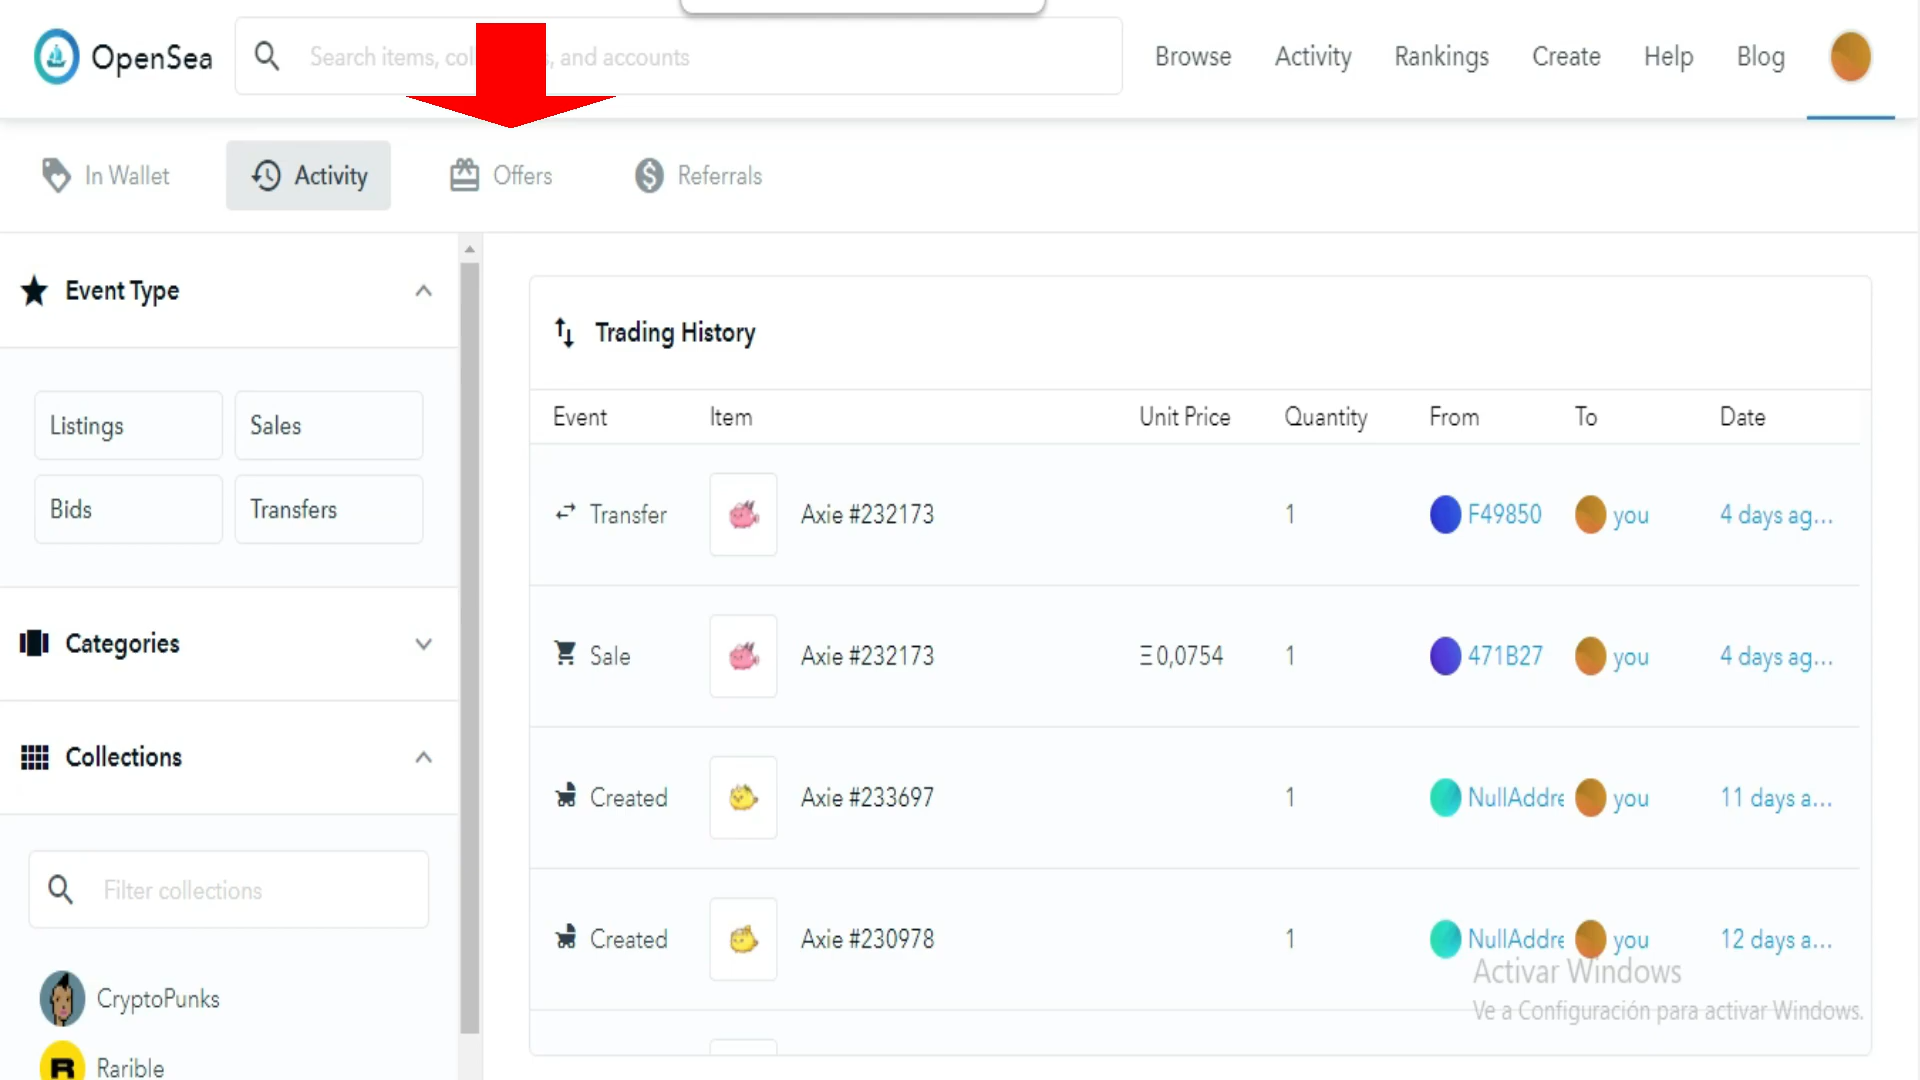 OpenSea
Search items, col s, and accounts
Browse Activity Rankings Create Help Blog
In Wallet Activity Offers Referrals
Event Type
Listings Sales
Bids Transfers
Categories
Collections
Filter collections
CryptoPunks
R Rarible
Trading History
Event Item Unit Price Quantity From To Date
Transfer Axie #232173 1 F49850 you 4 days ag...
Sale Axie #232173 Ξ0,0754 1 471B27 you 4 days ag...
Created Axie #233697 1 NullAddre you 11 days a...
Created Axie #230978 1 NullAddre you 12 days a...
Activar Windows
Ve a Configuración para activar Windows.